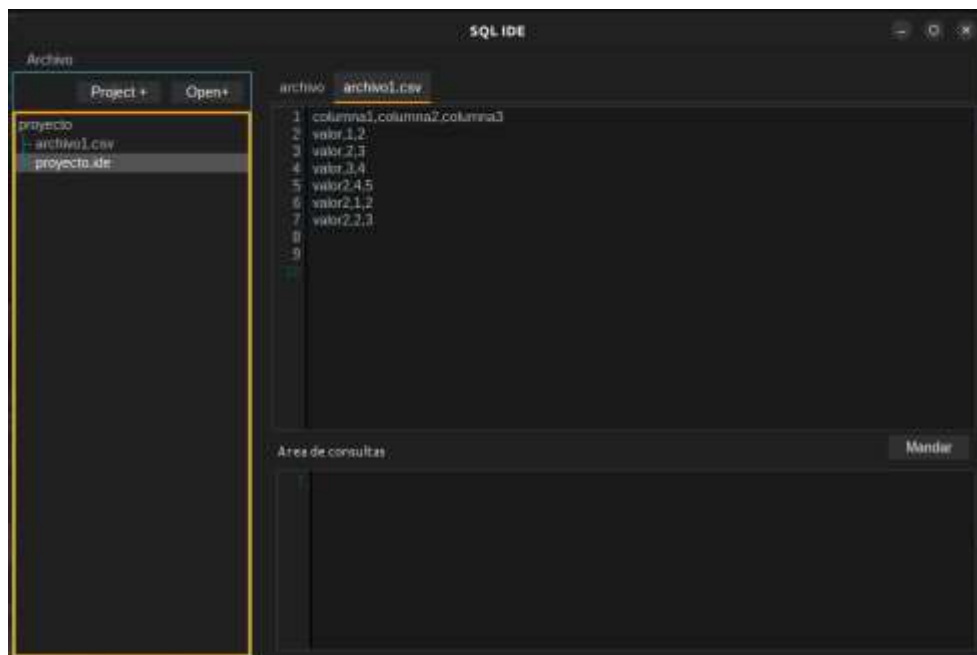 SQL IDE
Archivo
Project +
Open+
proyecto
archivo1.csv
proyecto.ide
archivo
archivo1.csv
1 columna1,columna2,columna3
2 valor,1,2
3 valor,2,3
4 valor,3,4
5 valor2,4,5
6 valor2,1,2
7 valor2,2,3
8
9
10
Area de consultas
Mandar
1